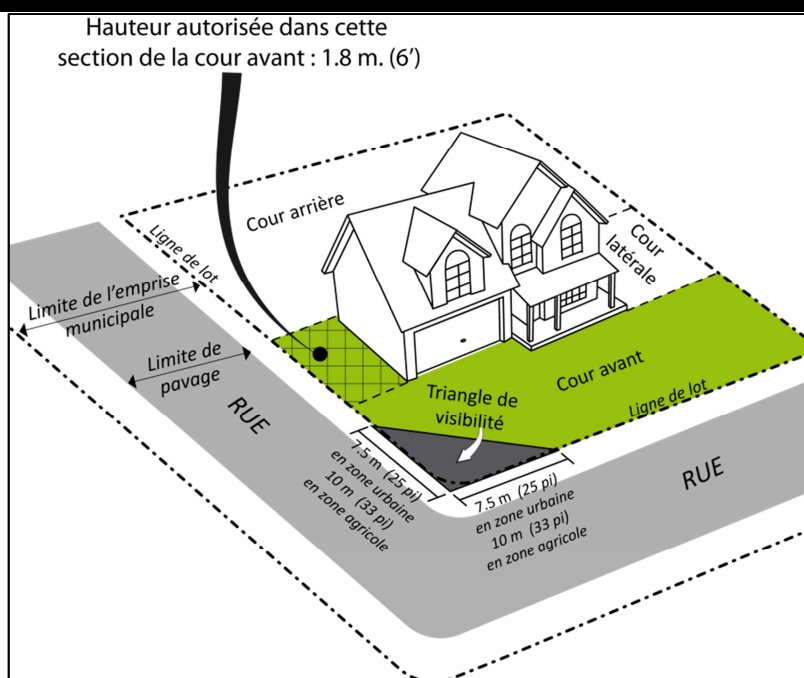 Hauteur autorisée dans cette
section de la cour avant : 1.8 m. (6')
Cour arrière
Cour
latérale
Ligne de lot
Limite de l'emprise
municipale
Limite de
pavage
RUE
Cour avant
Triangle de
visibilité
Ligne de lot
7.5 m (25 pi)
en zone urbaine
10 m (33 pi)
en zone agricole
7.5 m (25 pi)
en zone urbaine
10 m (33 pi)
en zone agricole
RUE